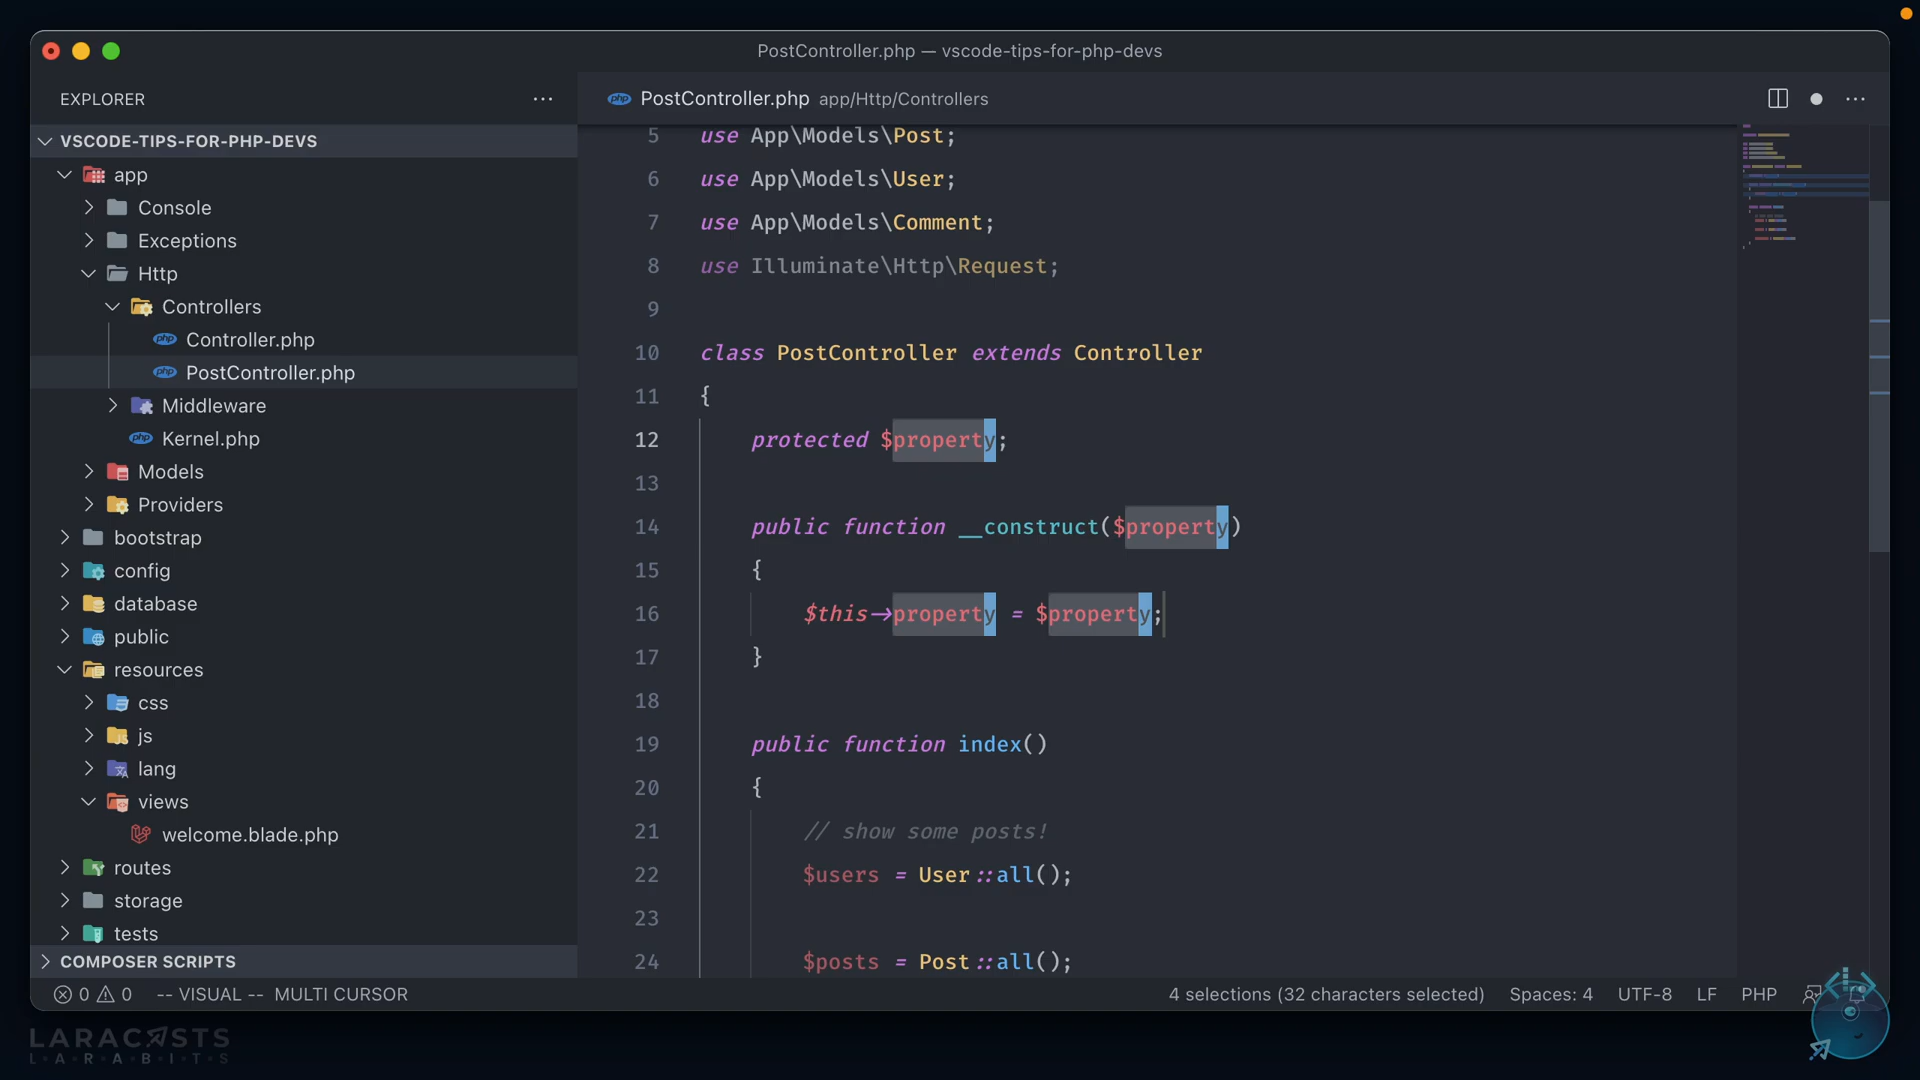 PostController.php — vscode-tips-for-php-devs
EXPLORER
VSCODE-TIPS-FOR-PHP-DEVS
app
Console
Exceptions
Http
Controllers
php Controller.php
php PostController.php
Middleware
php Kernel.php
Models
Providers
bootstrap
config
database
public
resources
css
js
lang
views
welcome.blade.php
routes
storage
tests
COMPOSER SCRIPTS
php PostController.php app/Http/Controllers
5 use App\Models\Post;
6 use App\Models\User;
7 use App\Models\Comment;
8 use Illuminate\Http\Request;
9
10 class PostController extends Controller
11 {
12 protected $property;
13
14 public function __construct($property)
15 {
16 $this->property = $property;
17 }
18
19 public function index()
20 {
21 // show some posts!
22 $users = User::all();
23
24 $posts = Post::all();
0 0 -- VISUAL -- MULTI CURSOR 4 selections (32 characters selected) Spaces: 4 UTF-8 LF PHP
LARACASTS
L·A·R·A·B·I·T·S